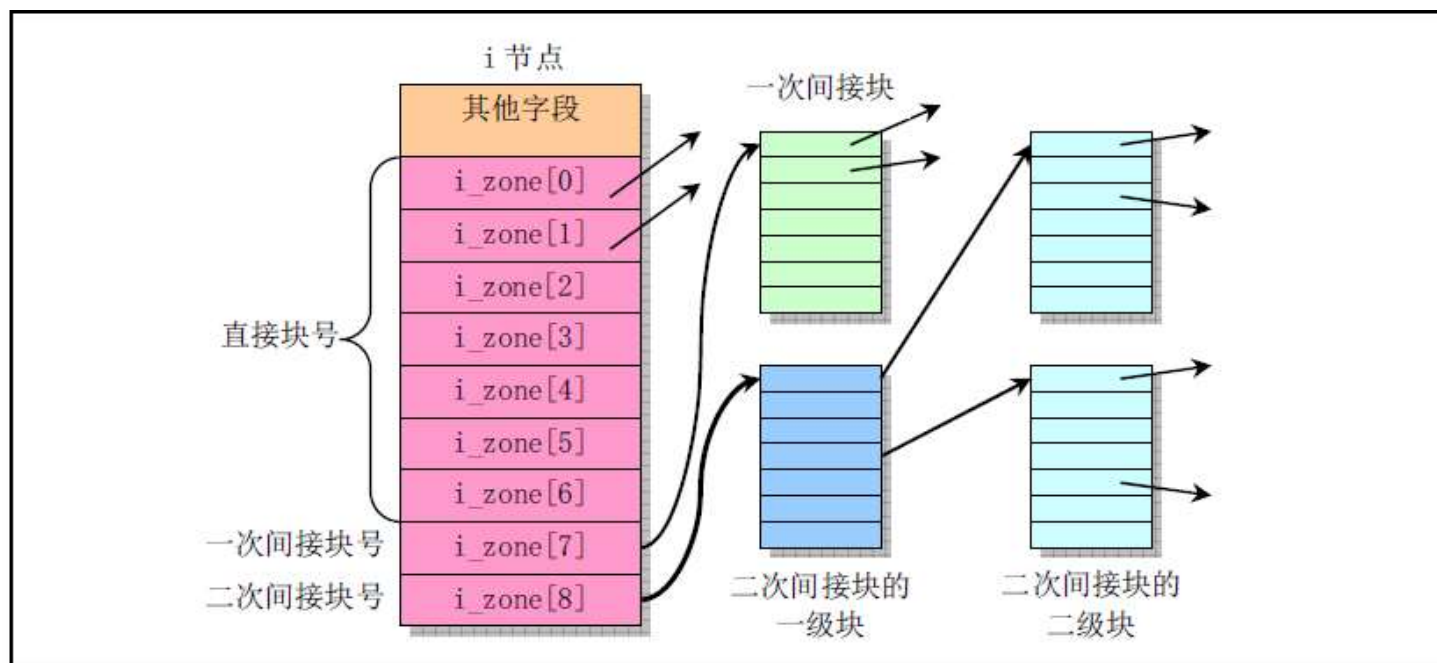 i 节点
其他字段
i_zone[0]
i_zone[1]
i_zone[2]
i_zone[3]
i_zone[4]
i_zone[5]
i_zone[6]
i_zone[7]
i_zone[8]
直接块号
一次间接块号
二次间接块号
一次间接块
二次间接块的
一级块
二次间接块的
二级块